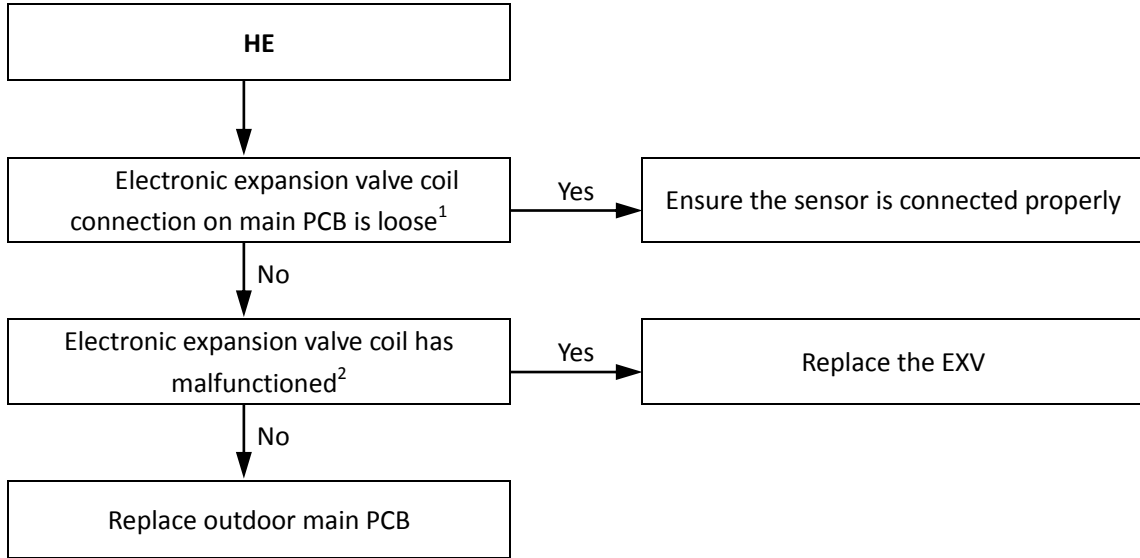 HE
Electronic expansion valve coil
connection on main PCB is loose¹
Yes
Ensure the sensor is connected properly
No
Electronic expansion valve coil has
malfunctioned²
Yes
Replace the EXV
No
Replace outdoor main PCB